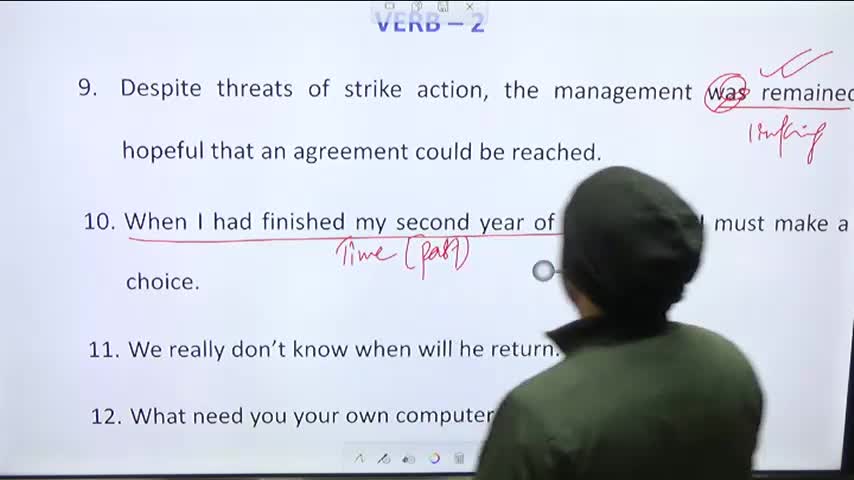 VERB – 2
9. Despite threats of strike action, the management was remained
linking
hopeful that an agreement could be reached.
10. When I had finished my second year of I must make a
Time (past)
choice.
11. We really don't know when will he return.
12. What need you your own computer